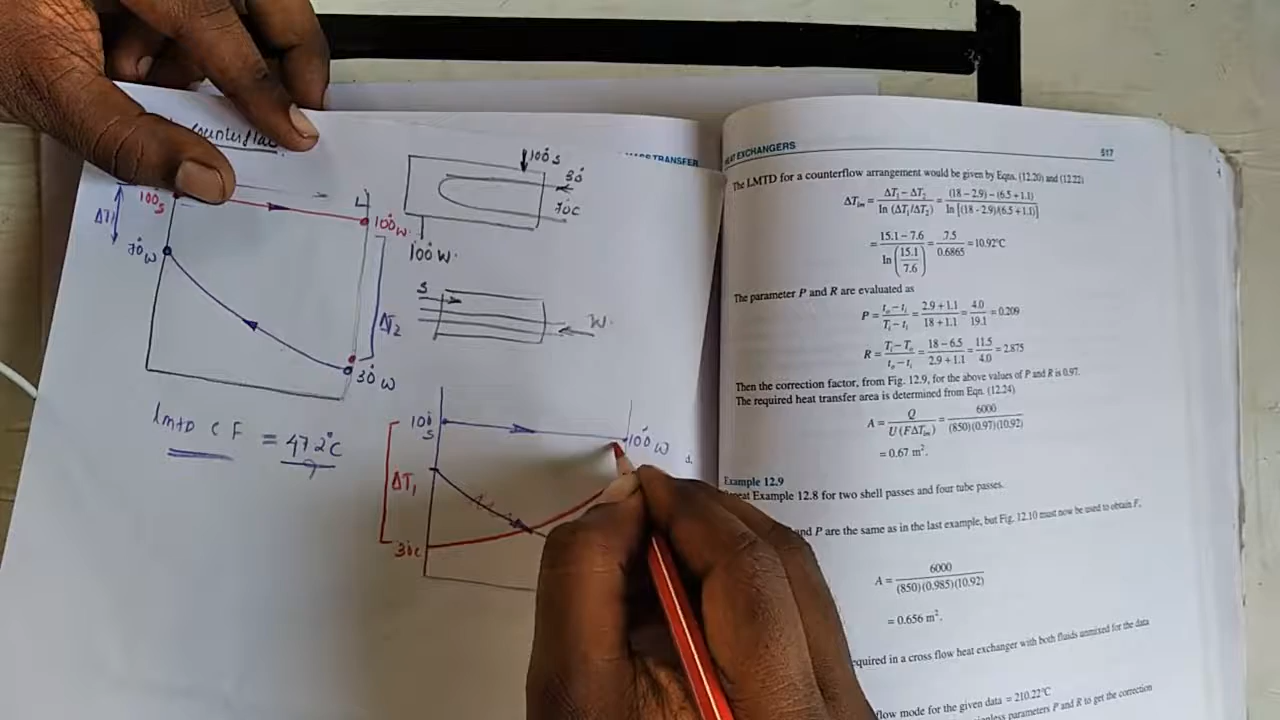 Counterflow
ΔT1
100°S
L
100°W.
70°W
ΔT2
30°W
LMTD CF = 47.2°C
100°S
30°
70°C
100°W.
S
W.
100°
S
100°W
ΔT1
30°C
MASS TRANSFER
HEAT EXCHANGERS
517
The LMTD for a counterflow arrangement would be given by Eqns. (12.20) and (12.22)
ΔTlm = ΔT1 – ΔT2 / ln (ΔT1/ΔT2) = (18 – 2.9) – (6.5 + 1.1) / ln [(18 - 2.9)/(6.5 + 1.1)]
= 15.1 – 7.6 / ln (15.1 / 7.6) = 7.5 / 0.6865 = 10.92°C
The parameter P and R are evaluated as
P = to – ti / Ti – ti = 2.9 + 1.1 / 18 + 1.1 = 4.0 / 19.1 = 0.209
R = Ti – To / to – ti = 18 – 6.5 / 2.9 + 1.1 = 11.5 / 4.0 = 2.875
Then the correction factor, from Fig. 12.9, for the above values of P and R is 0.97.
The required heat transfer area is determined from Eqn. (12.24)
A = Q / U (FΔTlm) = 6000 / (850)(0.97)(10.92)
= 0.67 m².
Example 12.9
Repeat Example 12.8 for two shell passes and four tube passes.
and P are the same as in the last example, but Fig. 12.10 must now be used to obtain F.
A = 6000 / (850)(0.985)(10.92)
= 0.656 m².
required in a cross flow heat exchanger with both fluids unmixed for the data
flow mode for the given data = 210.22°C
parameters P and R to get the correction